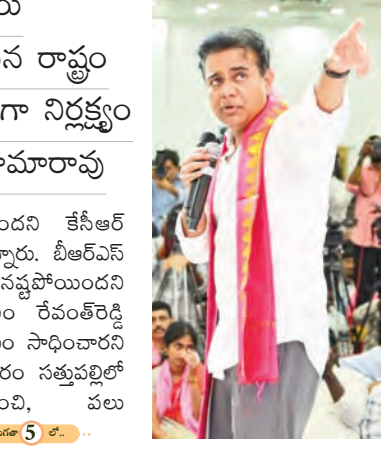 రు
న రాష్ట్రం
గా నిర్లక్ష్యం
మారావు
ందని కేసీఆర్
న్నారు. బీఆర్ఎస్
నష్టపోయిందని
ం రేవంత్‌రెడ్డి
ం సాధించారని
రం సత్తుపల్లిలో
ంచి, పలు
5 లో..